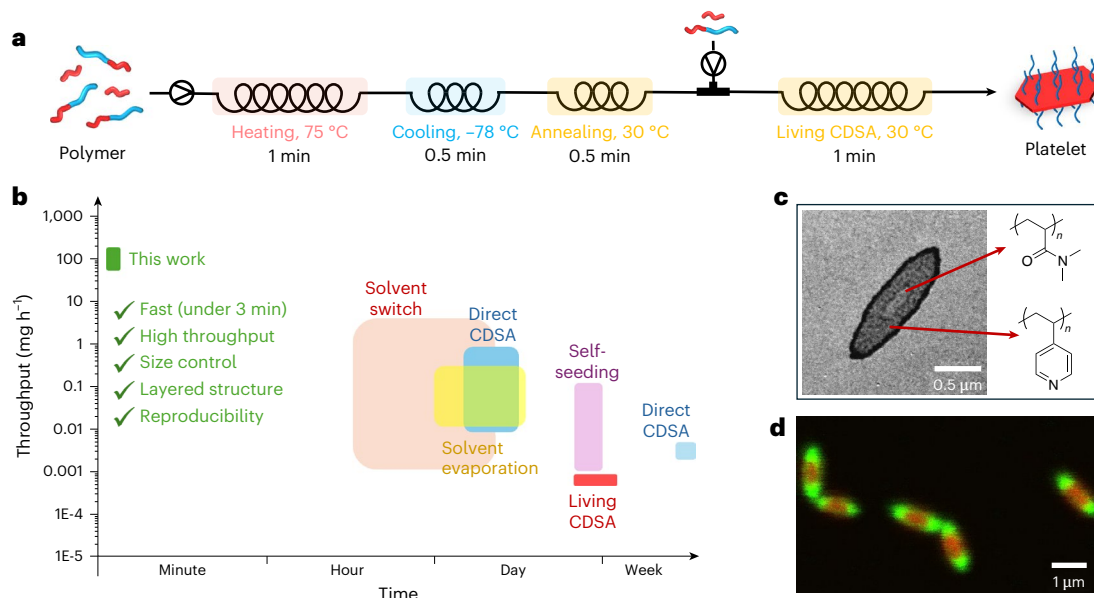 a
Polymer
Heating, 75 °C
1 min
Cooling, –78 °C
0.5 min
Annealing, 30 °C
0.5 min
Living CDSA, 30 °C
1 min
Platelet
b
Throughput (mg h⁻¹)
1,000
100
10
1
0.1
0.01
0.001
1E-4
1E-5
This work
Fast (under 3 min)
High throughput
Size control
Layered structure
Reproducibility
Solvent
switch
Direct
CDSA
Solvent
evaporation
Self-
seeding
Living
CDSA
Direct
CDSA
Minute
Hour
Day
Week
Time
c
0.5 µm
n
O
N
n
N
d
1 µm